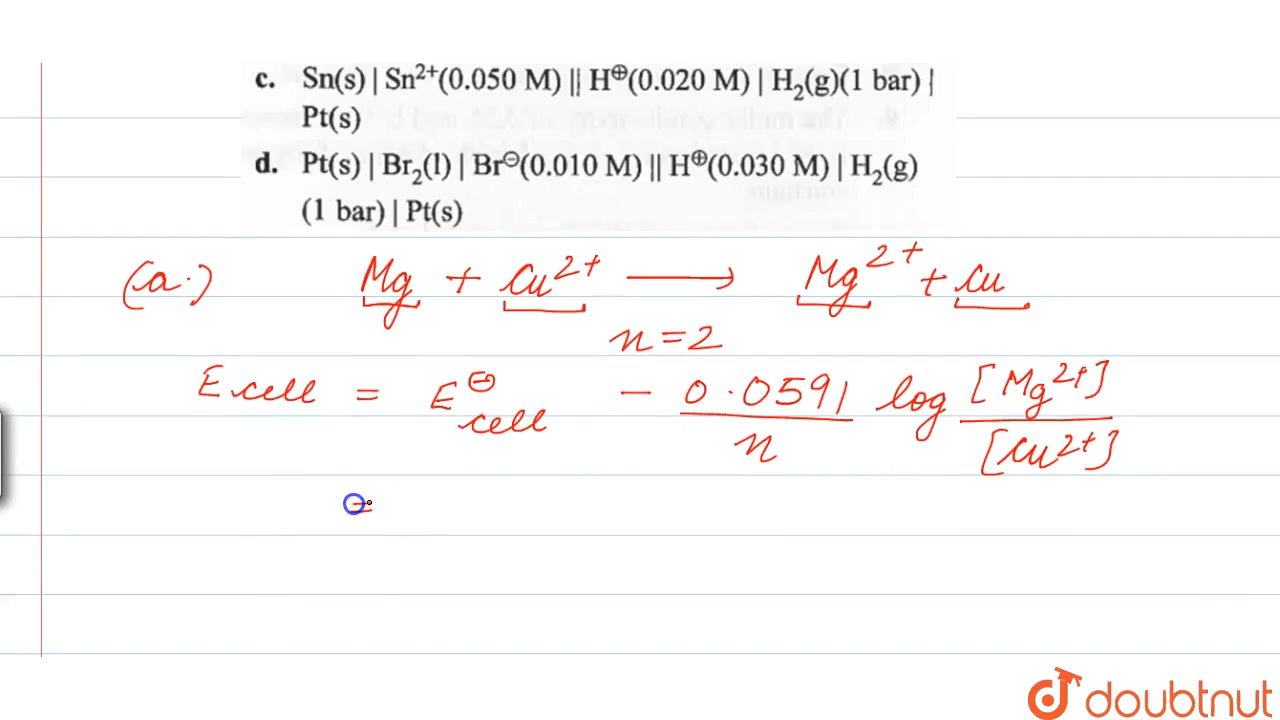 c. Sn(s) | Sn²⁺(0.050 M) || H⊕(0.020 M) | H₂(g)(1 bar) |
Pt(s)
d. Pt(s) | Br₂(l) | Br⊖(0.010 M) || H⊕(0.030 M) | H₂(g)
(1 bar) | Pt(s)
(a.) Mg + Cu²⁺ ⟶ Mg²⁺ + Cu
n = 2
E cell = E⊖ cell − 0.0591/n log [Mg²⁺]/[Cu²⁺]
=
doubtnut